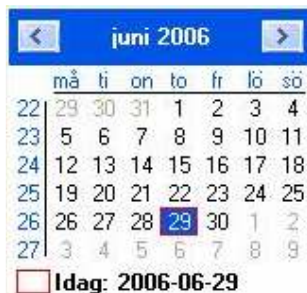 juni 2006
må ti on to fr lö sö
22 29 30 31 1 2 3 4
23 5 6 7 8 9 10 11
24 12 13 14 15 16 17 18
25 19 20 21 22 23 24 25
26 26 27 28 29 30 1 2
27 3 4 5 6 7 8 9
Idag: 2006-06-29